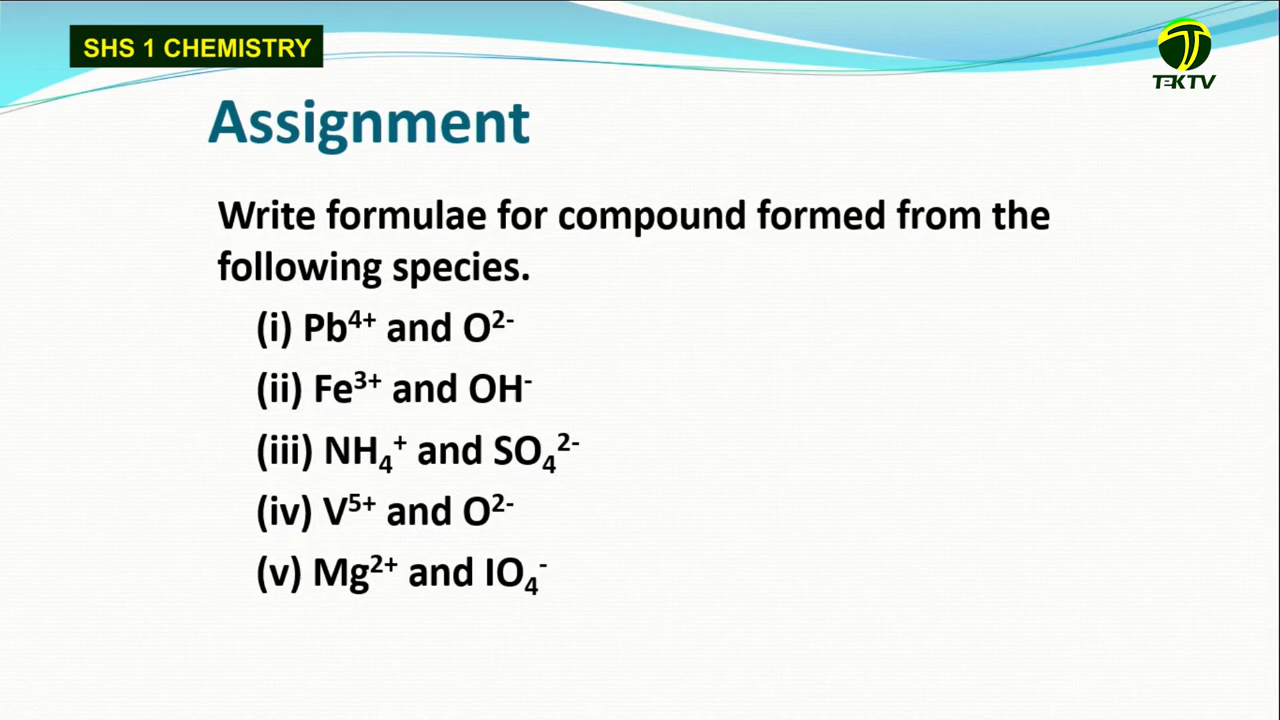 SHS 1 CHEMISTRY
TEKTV
Assignment
Write formulae for compound formed from the
following species.
(i) Pb⁴⁺ and O²⁻
(ii) Fe³⁺ and OH⁻
(iii) NH₄⁺ and SO₄²⁻
(iv) V⁵⁺ and O²⁻
(v) Mg²⁺ and IO₄⁻